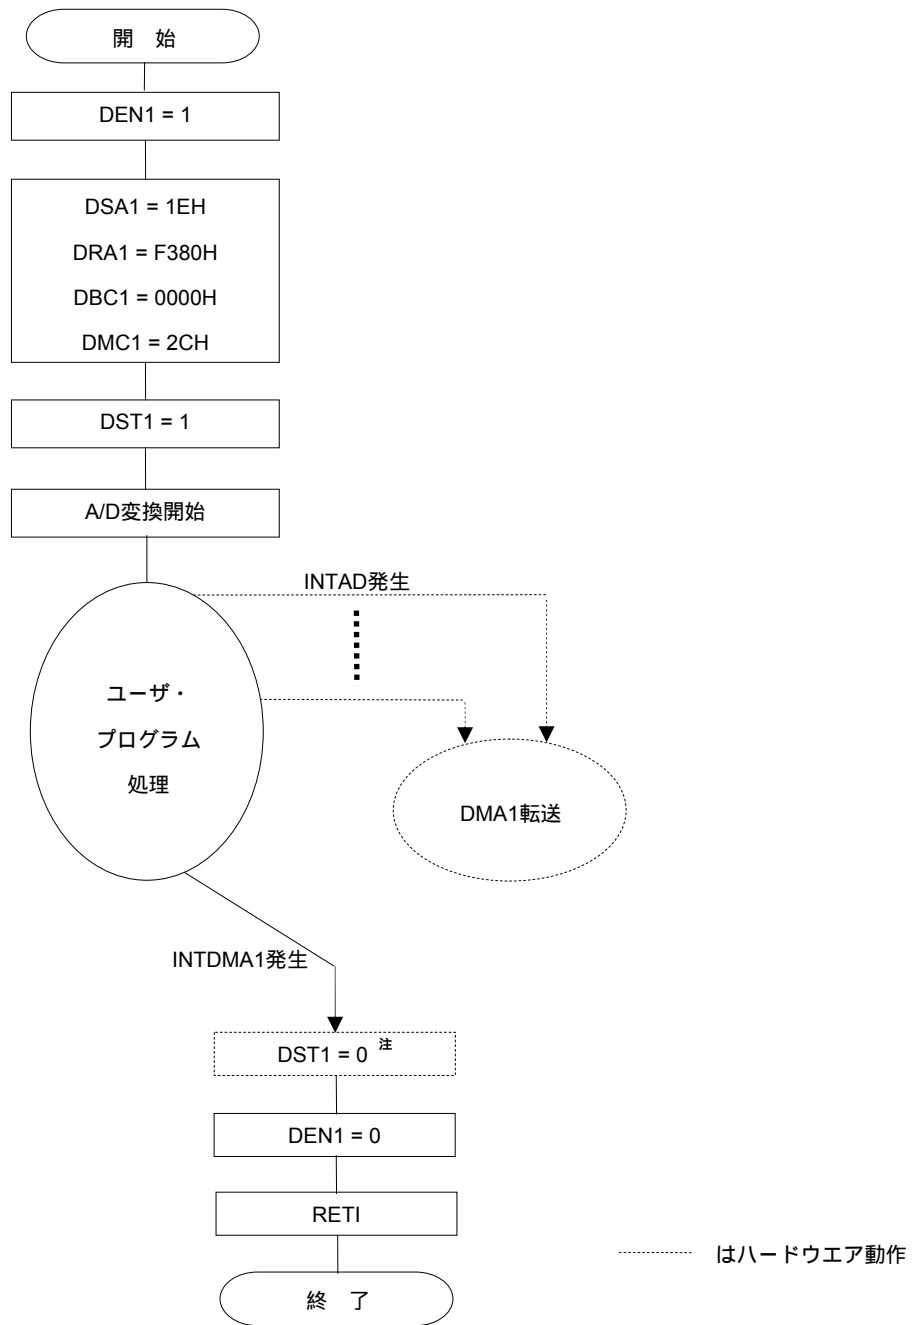 開　始
DEN1 = 1
DSA1 = 1EH
DRA1 = F380H
DBC1 = 0000H
DMC1 = 2CH
DST1 = 1
A/D変換開始
INTAD発生
ユーザ・
プログラム
処理
DMA1転送
INTDMA1発生
DST1 = 0 注
DEN1 = 0
RETI
はハードウエア動作
終　了